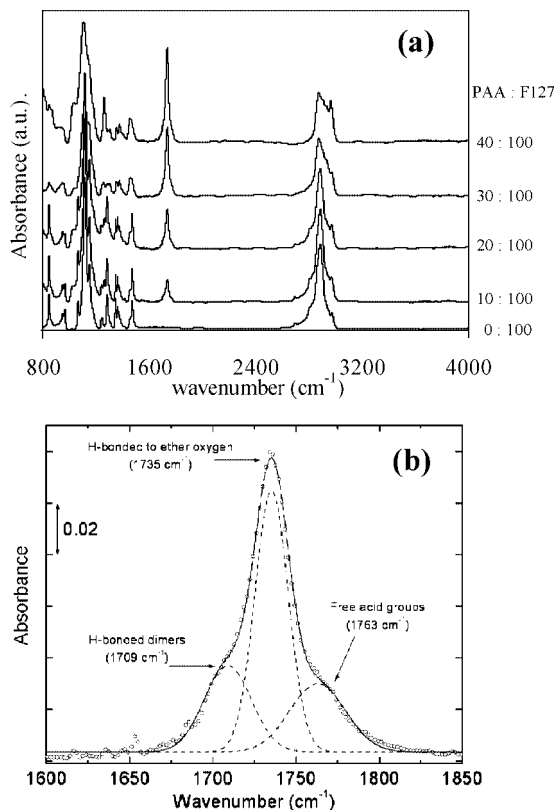 (a)
PAA : F127
40 : 100
30 : 100
20 : 100
10 : 100
0 : 100
Absorbance (a.u.).
800 1600 2400 3200 4000
wavenumber (cm-1)
(b)
H-bonded to ether oxygen
(1735 cm-1)
0.02
Free acid groups
(1763 cm-1)
H-bonded dimers
(1709 cm-1)
Absorbance
1600 1650 1700 1750 1800 1850
Wavenumber (cm-1)